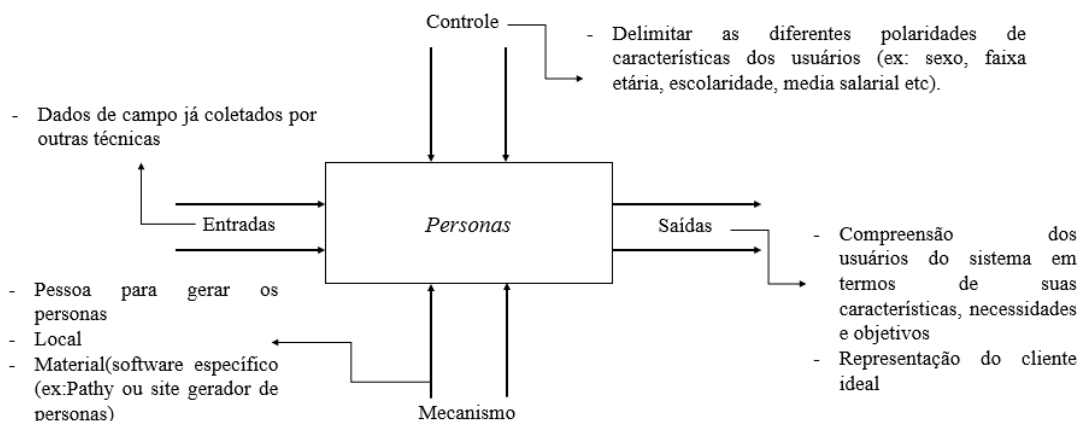 Controle
- Delimitar as diferentes polaridades de
características dos usuários (ex: sexo, faixa
etária, escolaridade, media salarial etc).
- Dados de campo já coletados por
outras técnicas
Entradas
Personas
Saídas
- Compreensão dos
usuários do sistema em
termos de suas
características, necessidades
e objetivos
- Representação do cliente
ideal
- Pessoa para gerar os
personas
- Local
- Material(software específico
(ex:Pathy ou site gerador de
personas)
Mecanismo